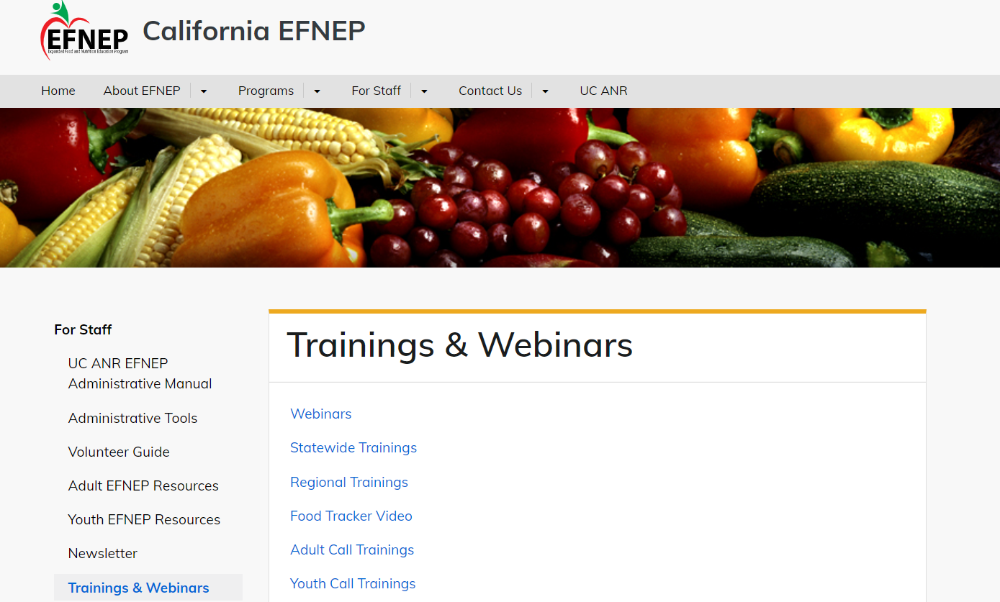 EFNEP
Expanded Food and Nutrition Education Program
California EFNEP
Home
About EFNEP
Programs
For Staff
Contact Us
UC ANR
For Staff
UC ANR EFNEP
Administrative Manual
Administrative Tools
Volunteer Guide
Adult EFNEP Resources
Youth EFNEP Resources
Newsletter
Trainings & Webinars
Trainings & Webinars
Webinars
Statewide Trainings
Regional Trainings
Food Tracker Video
Adult Call Trainings
Youth Call Trainings